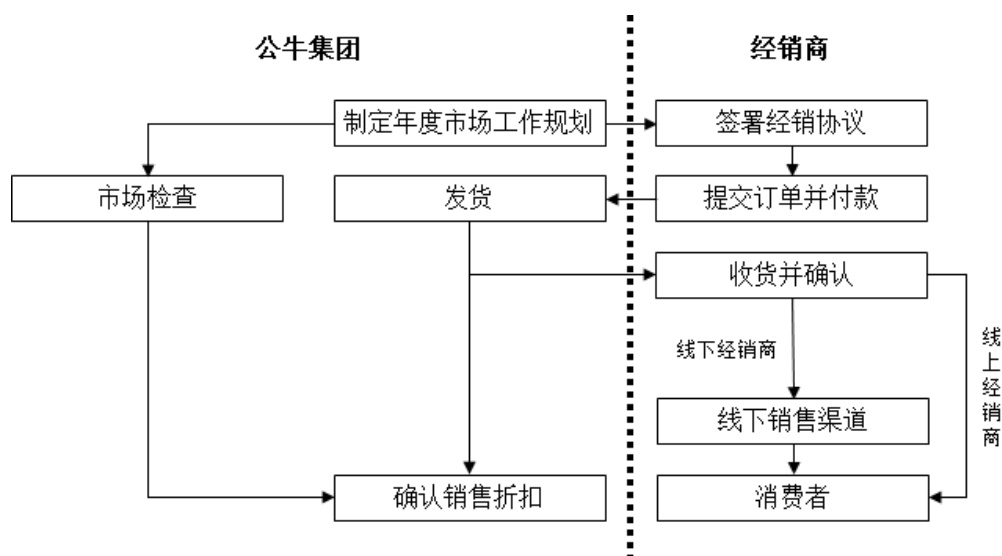 公牛集团
经销商
制定年度市场工作规划
签署经销协议
市场检查
发货
提交订单并付款
收货并确认
线下经销商
线上经销商
线下销售渠道
确认销售折扣
消费者